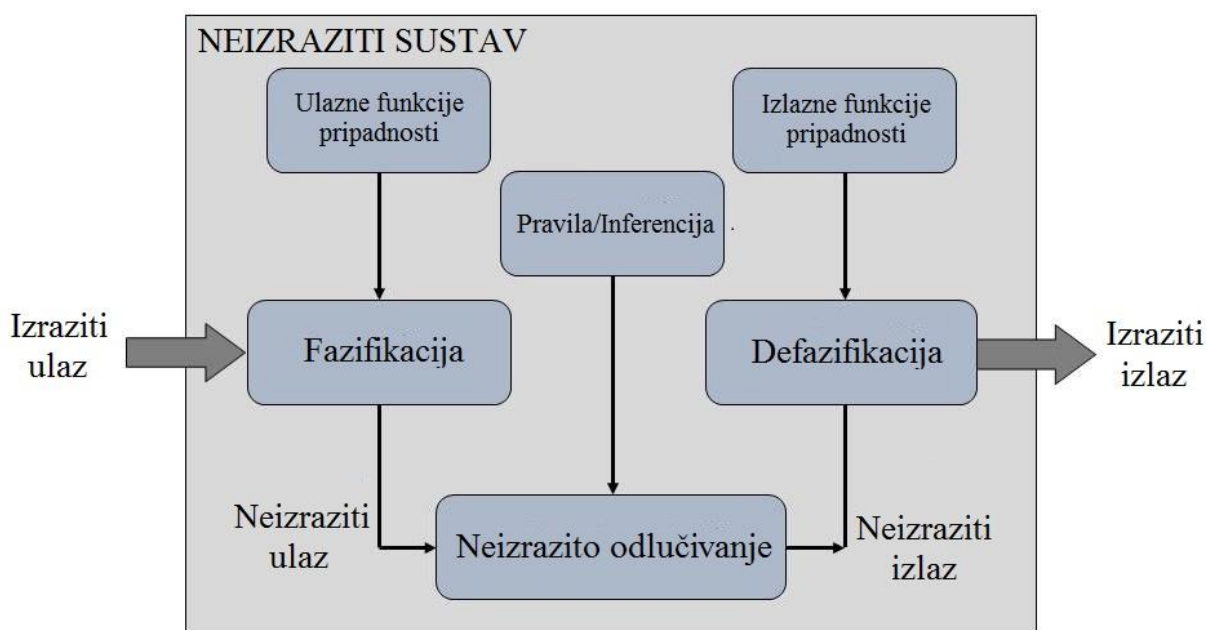 NEIZRAZITI SUSTAV
Ulazne funkcije
pripadnosti
Izlazne funkcije
pripadnosti
Pravila/Inferencija
Izraziti
ulaz
Fazifikacija
Defazifikacija
Izraziti
izlaz
Neizraziti
ulaz
Neizrazito odlučivanje
Neizraziti
izlaz